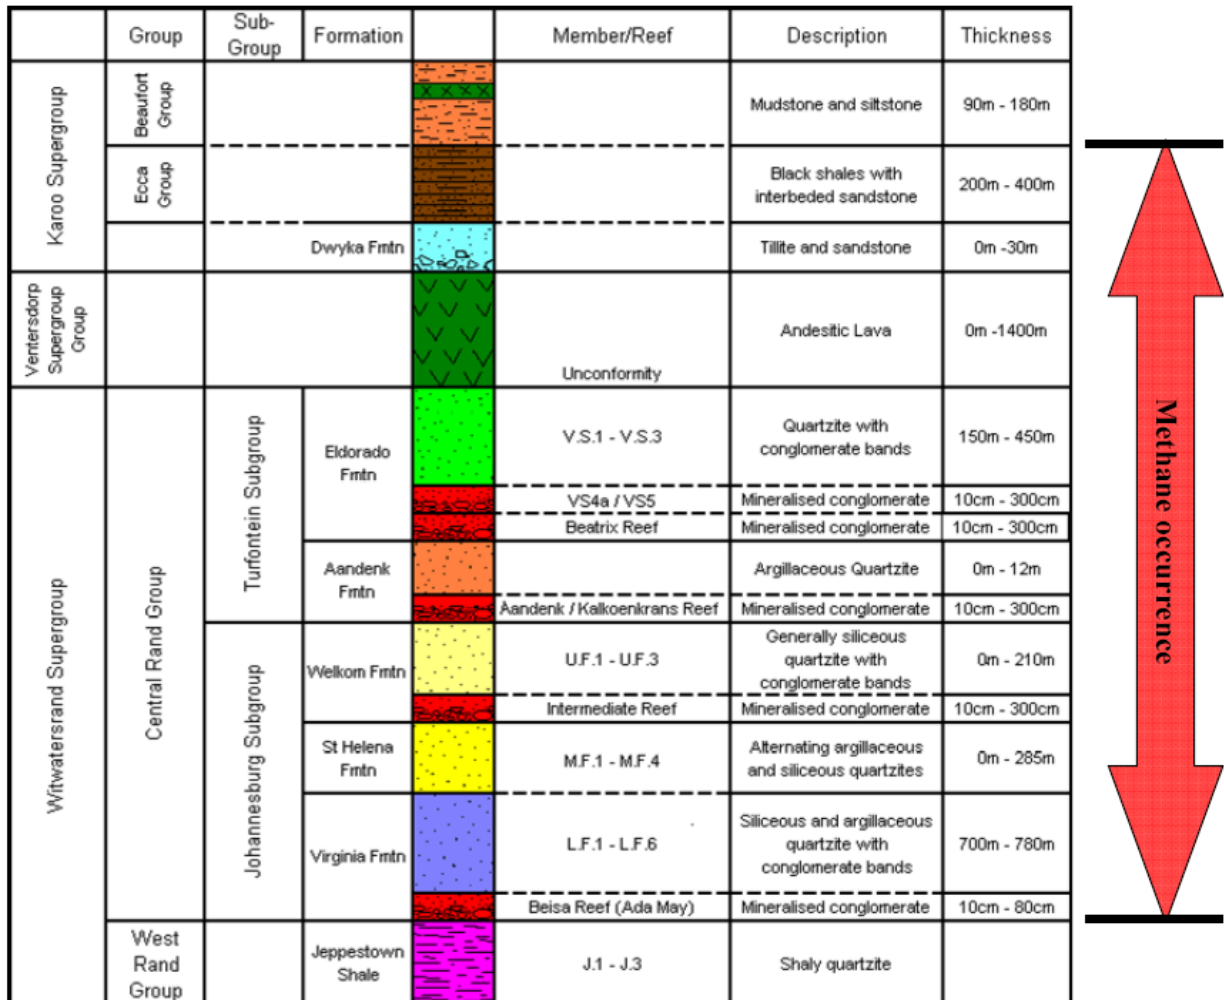 Group
Sub-
Group
Formation
Member/Reef
Description
Thickness
Karoo Supergroup
Beaufort
Group
Mudstone and siltstone
90m - 180m
Ecca
Group
Black shales with
interbeded sandstone
200m - 400m
Dwyka Fmtn
Tillite and sandstone
0m -30m
Ventersdorp
Supergroup
Group
Unconformity
Andesitic Lava
0m -1400m
Witwatersrand Supergroup
Central Rand Group
Turfontein Subgroup
Eldorado
Fmtn
V.S.1 - V.S.3
Quartzite with
conglomerate bands
150m - 450m
VS4a / VS5
Mineralised conglomerate
10cm - 300cm
Beatrix Reef
Mineralised conglomerate
10cm - 300cm
Aandenk
Fmtn
Argillaceous Quartzite
0m - 12m
Aandenk / Kalkoenkrans Reef
Mineralised conglomerate
10cm - 300cm
Johannesburg Subgroup
Welkom Fmtn
U.F.1 - U.F.3
Generally siliceous
quartzite with
conglomerate bands
0m - 210m
Intermediate Reef
Mineralised conglomerate
10cm - 300cm
St Helena
Fmtn
M.F.1 - M.F.4
Alternating argillaceous
and siliceous quartzites
0m - 285m
Virginia Fmtn
L.F.1 - L.F.6
Siliceous and argillaceous
quartzite with
conglomerate bands
700m - 780m
Beisa Reef (Ada May)
Mineralised conglomerate
10cm - 80cm
West
Rand
Group
Jeppestown
Shale
J.1 - J.3
Shaly quartzite
Methane occurrence